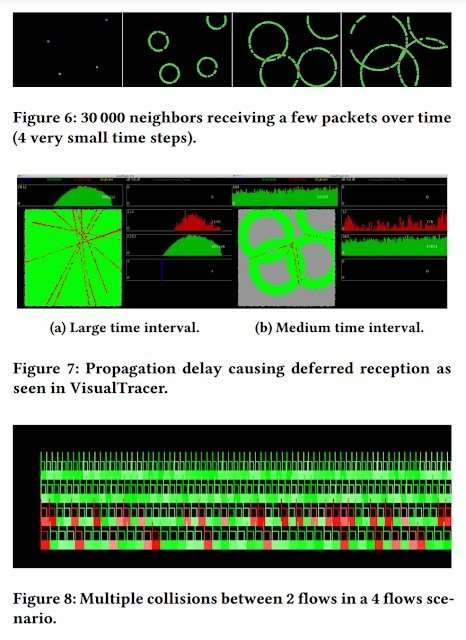 Figure 6: 30 000 neighbors receiving a few packets over time
(4 very small time steps).
(a) Large time interval.
(b) Medium time interval.
Figure 7: Propagation delay causing deferred reception as
seen in VisualTracer.
Figure 8: Multiple collisions between 2 flows in a 4 flows sce-
nario.